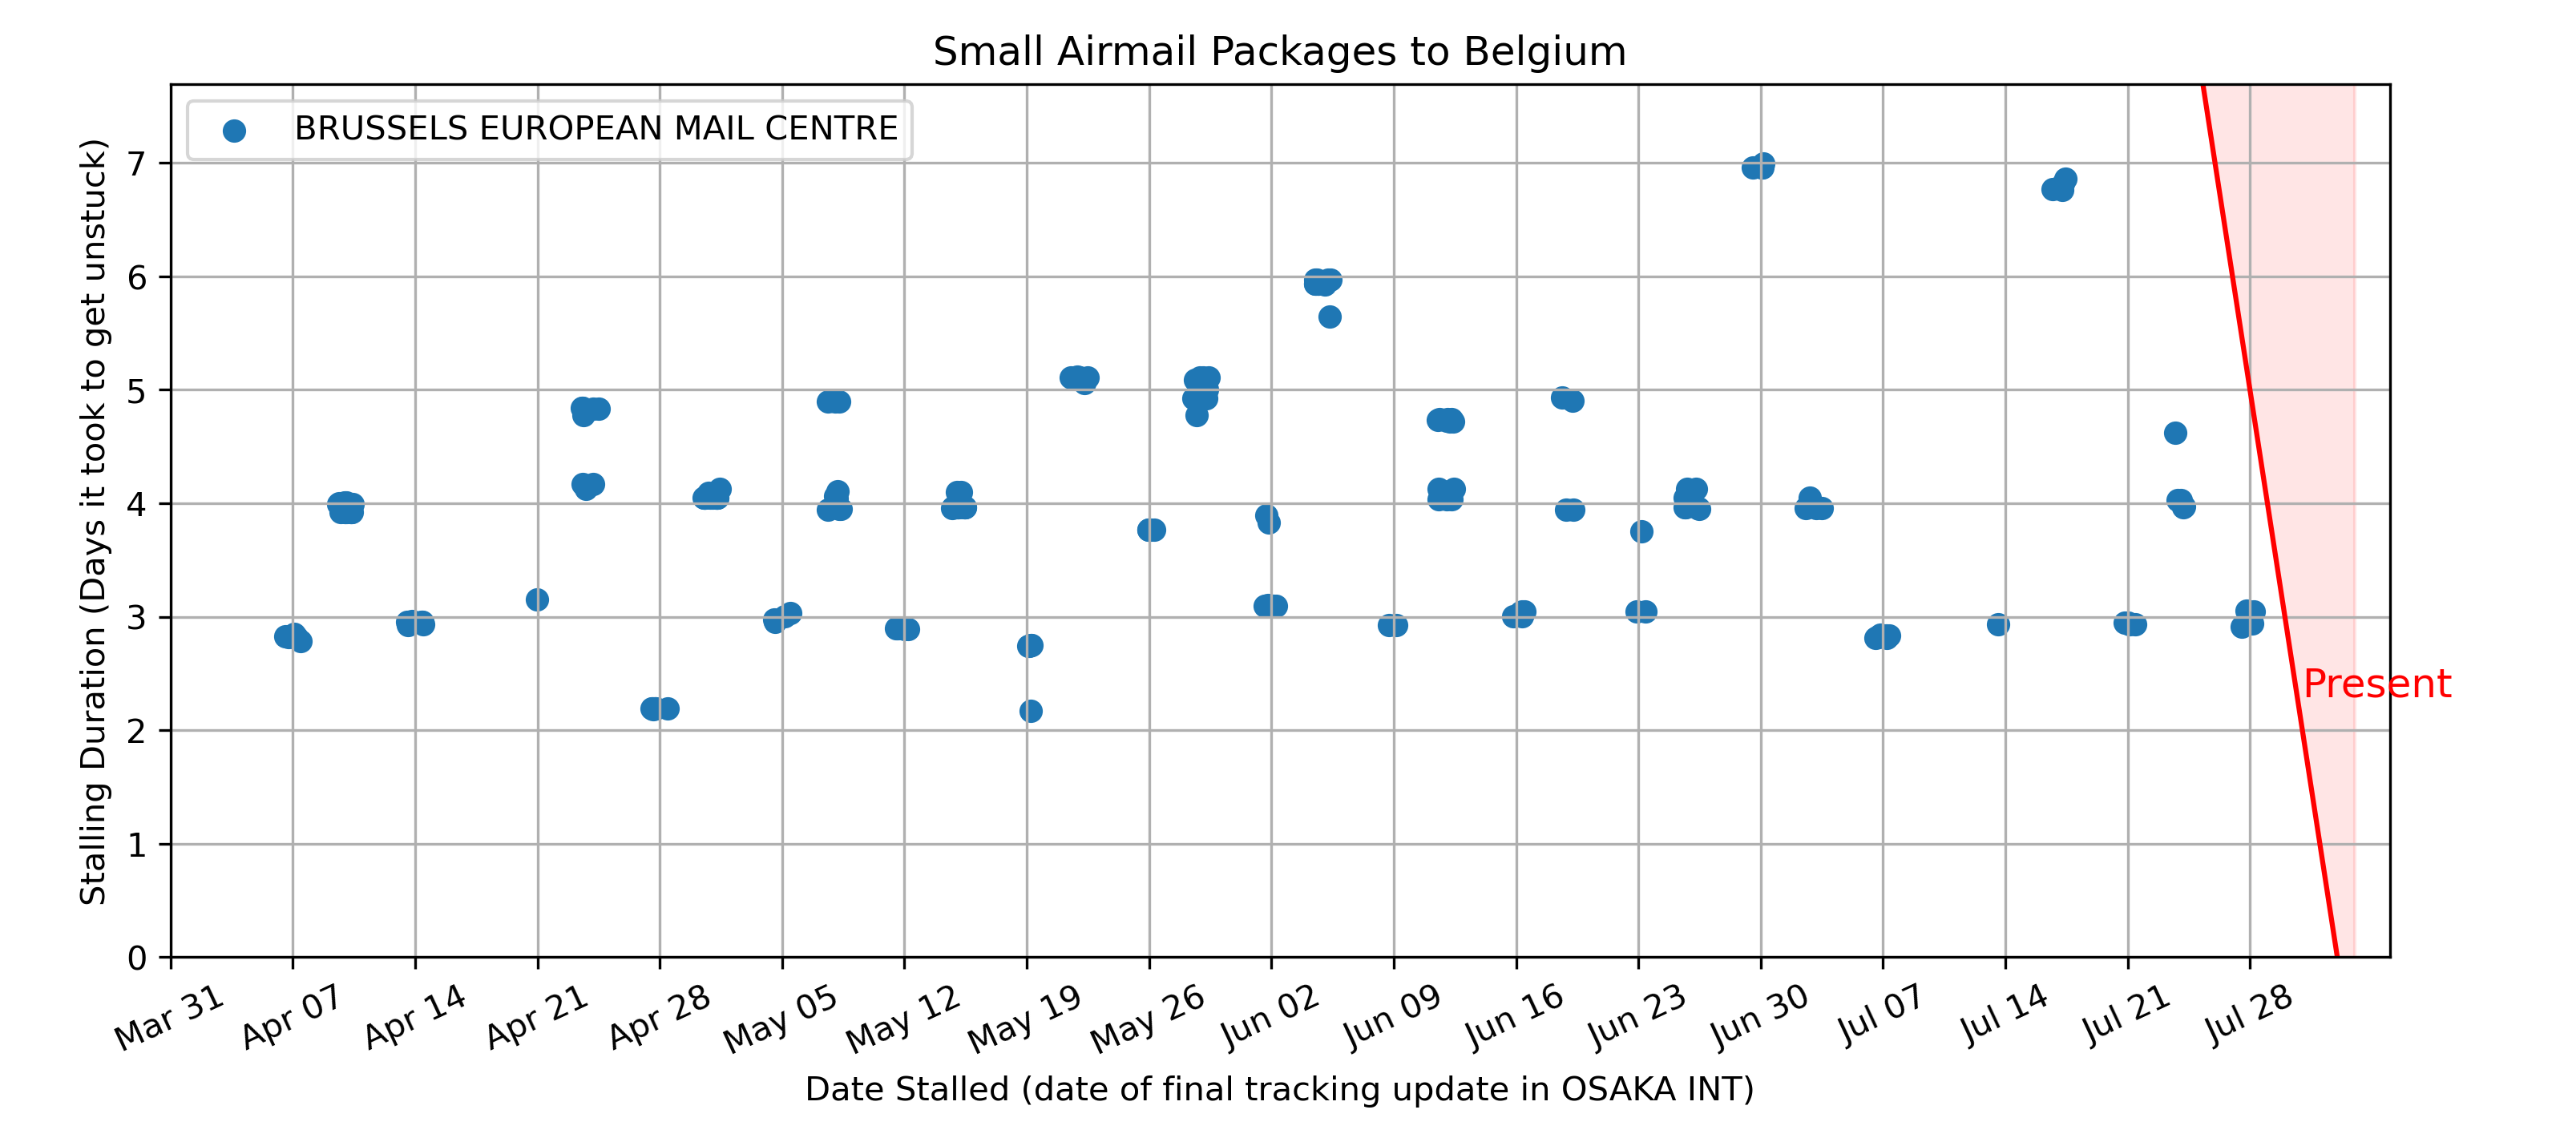 Small Airmail Packages to Belgium
BRUSSELS EUROPEAN MAIL CENTRE
Stalling Duration (Days it took to get unstuck)
7
6
5
4
3
2
1
0
Present
Mar 31
Apr 07
Apr 14
Apr 21
Apr 28
May 05
May 12
May 19
May 26
Jun 02
Jun 09
Jun 16
Jun 23
Jun 30
Jul 07
Jul 14
Jul 21
Jul 28
Date Stalled (date of final tracking update in OSAKA INT)